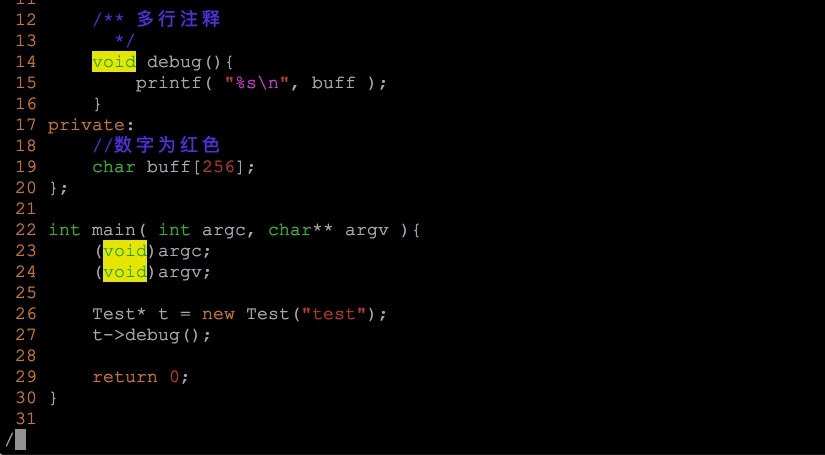 11
12     /** 多行注释
13       */
14     void debug(){
15         printf( "%s\n", buff );
16     }
17 private:
18     //数字为红色
19     char buff[256];
20 };
21
22 int main( int argc, char** argv ){
23     (void)argc;
24     (void)argv;
25
26     Test* t = new Test("test");
27     t->debug();
28
29     return 0;
30 }
31
/